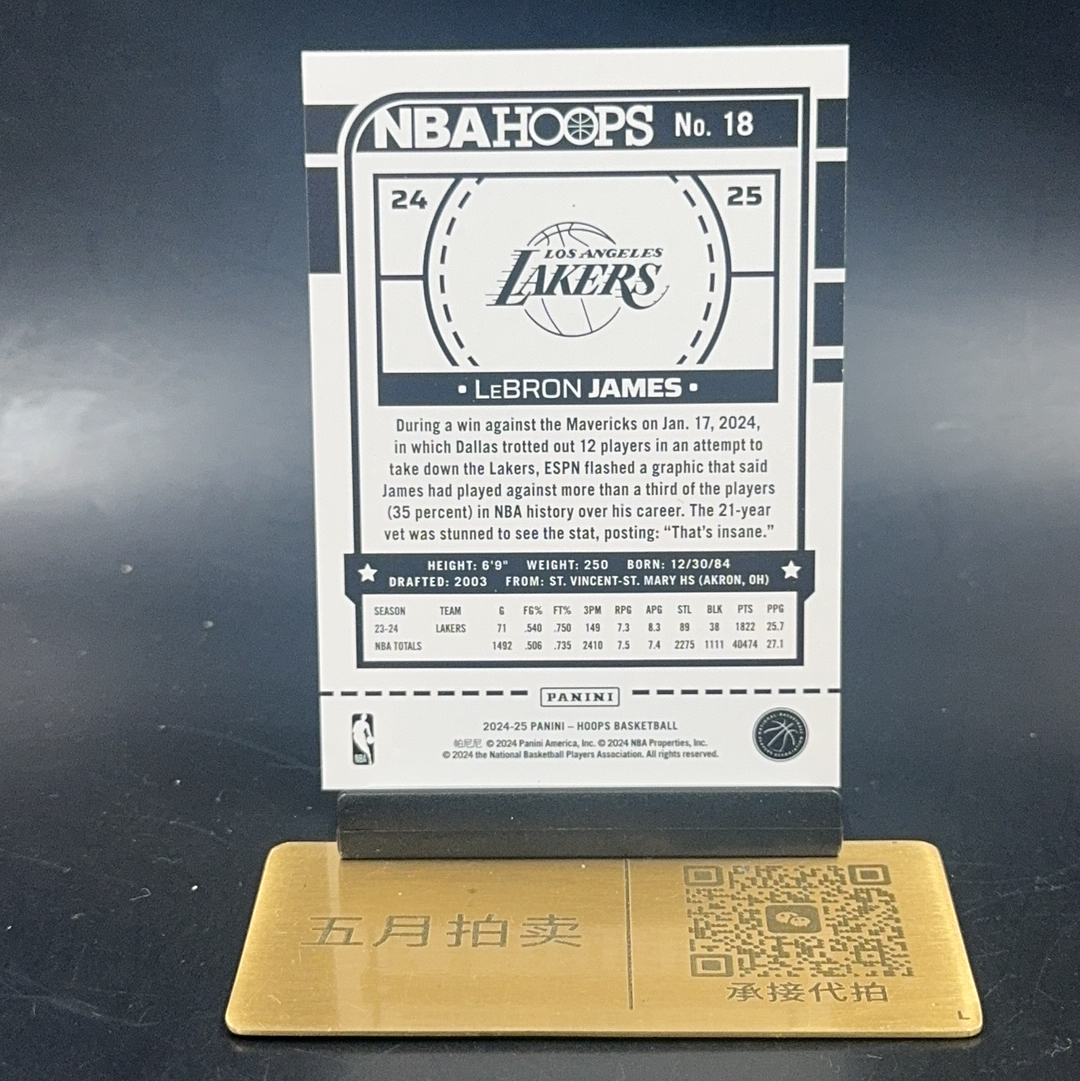 NBA HOOPS No. 18
24 25
LOS ANGELES
LAKERS
• LeBRON JAMES •
During a win against the Mavericks on Jan. 17, 2024,
in which Dallas trotted out 12 players in an attempt to
take down the Lakers, ESPN flashed a graphic that said
James had played against more than a third of the players
(35 percent) in NBA history over his career. The 21-year
vet was stunned to see the stat, posting: “That’s insane.”
HEIGHT: 6'9" WEIGHT: 250 BORN: 12/30/84
DRAFTED: 2003 FROM: ST. VINCENT-ST. MARY HS (AKRON, OH)
SEASON TEAM G FG% FT% 3PM RPG APG STL BLK PTS PPG
23-24 LAKERS 71 .540 .750 149 7.3 8.3 89 38 1822 25.7
NBA TOTALS 1492 .506 .735 2410 7.5 7.4 2275 1111 40474 27.1
PANINI
2024-25 PANINI – HOOPS BASKETBALL
帕尼尼 © 2024 Panini America, Inc. © 2024 NBA Properties, Inc.
© 2024 the National Basketball Players Association. All rights reserved.
NBA
五月拍卖
承接代拍
L